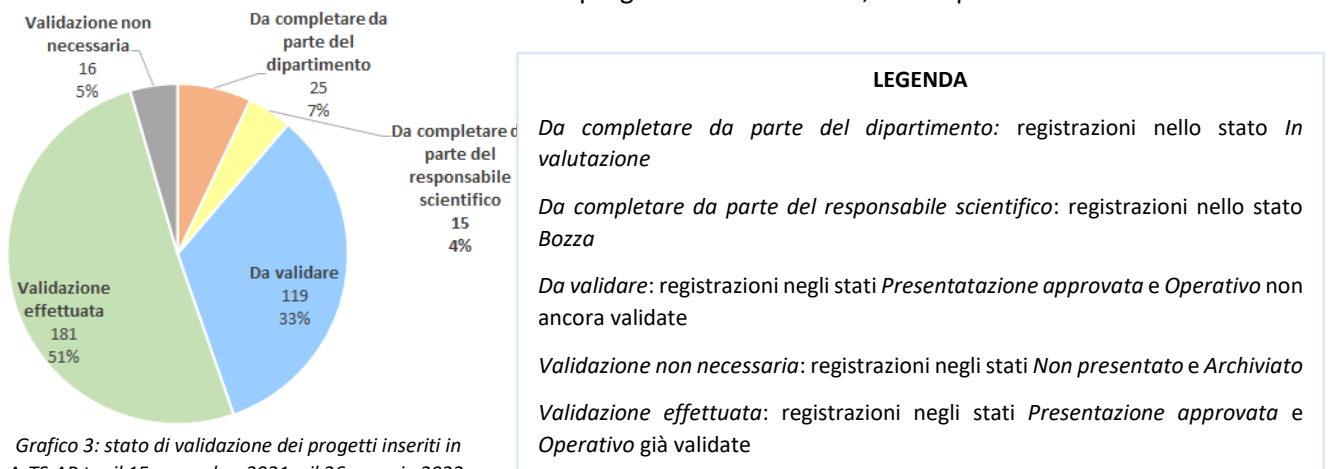 Validazione non
necessaria
16
5%
Da completare da
parte del
dipartimento
25
7%
Da completare
parte del
responsabile
scientifico
15
4%
Da validare
119
33%
Validazione
effettuata
181
51%
Grafico 3: stato di validazione dei progetti inseriti in
LEGENDA
Da completare da parte del dipartimento: registrazioni nello stato In
valutazione
Da completare da parte del responsabile scientifico: registrazioni nello stato
Bozza
Da validare: registrazioni negli stati Presentatazione approvata e Operativo non
ancora validate
Validazione non necessaria: registrazioni negli stati Non presentato e Archiviato
Validazione effettuata: registrazioni negli stati Presentazione approvata e
Operativo già validate